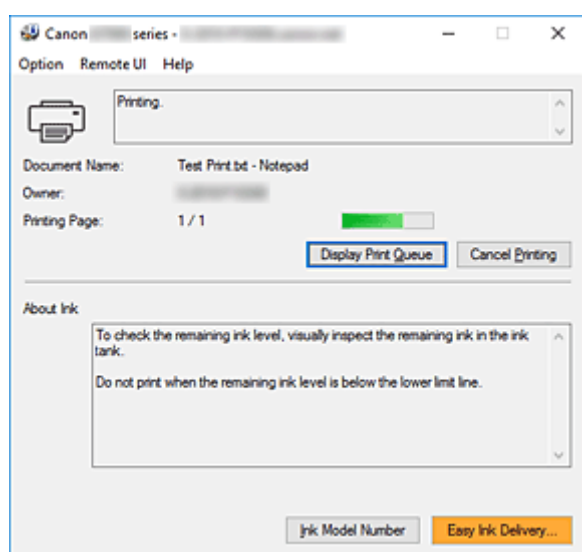 Canon series -
Option Remote UI Help
Printing.
Document Name: Test Print.txt - Notepad
Owner:
Printing Page: 1 / 1
Display Print Queue Cancel Printing
About Ink
To check the remaining ink level, visually inspect the remaining ink in the ink
tank.
Do not print when the remaining ink level is below the lower limit line.
Ink Model Number Easy Ink Delivery...